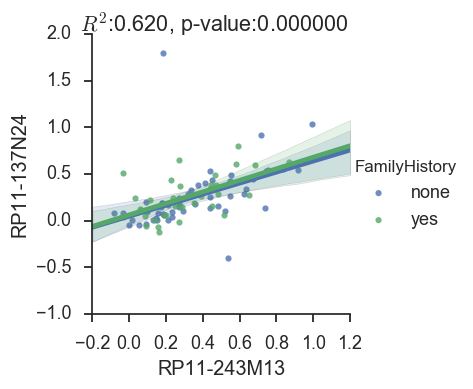 R²:0.620, p-value:0.000000
2.0
1.5
1.0
0.5
0.0
−0.5
−1.0
RP11-137N24
−0.2 0.0 0.2 0.4 0.6 0.8 1.0 1.2
RP11-243M13
FamilyHistory
none
yes